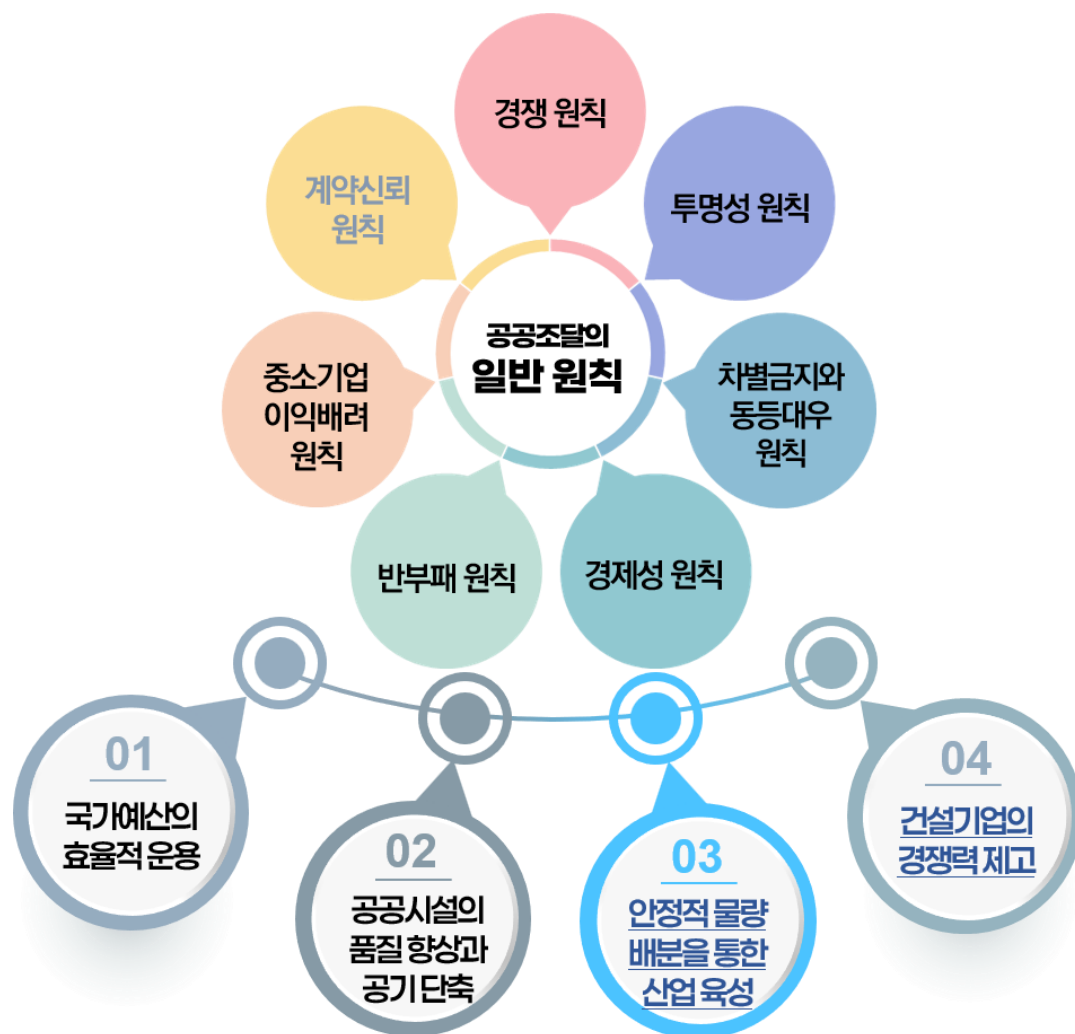 경쟁 원칙
계약신뢰
원칙
투명성 원칙
공공조달의
일반 원칙
중소기업
이익배려
원칙
차별금지와
동등대우
원칙
반부패 원칙
경제성 원칙
01
국가예산의
효율적 운용
02
공공시설의
품질 향상과
공기 단축
03
안정적 물량
배분을 통한
산업 육성
04
건설기업의
경쟁력 제고